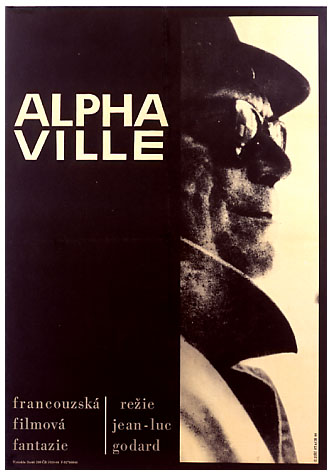 ALPHA
VILLE
francouzská
filmová
fantazie
režie
jean-luc
godard